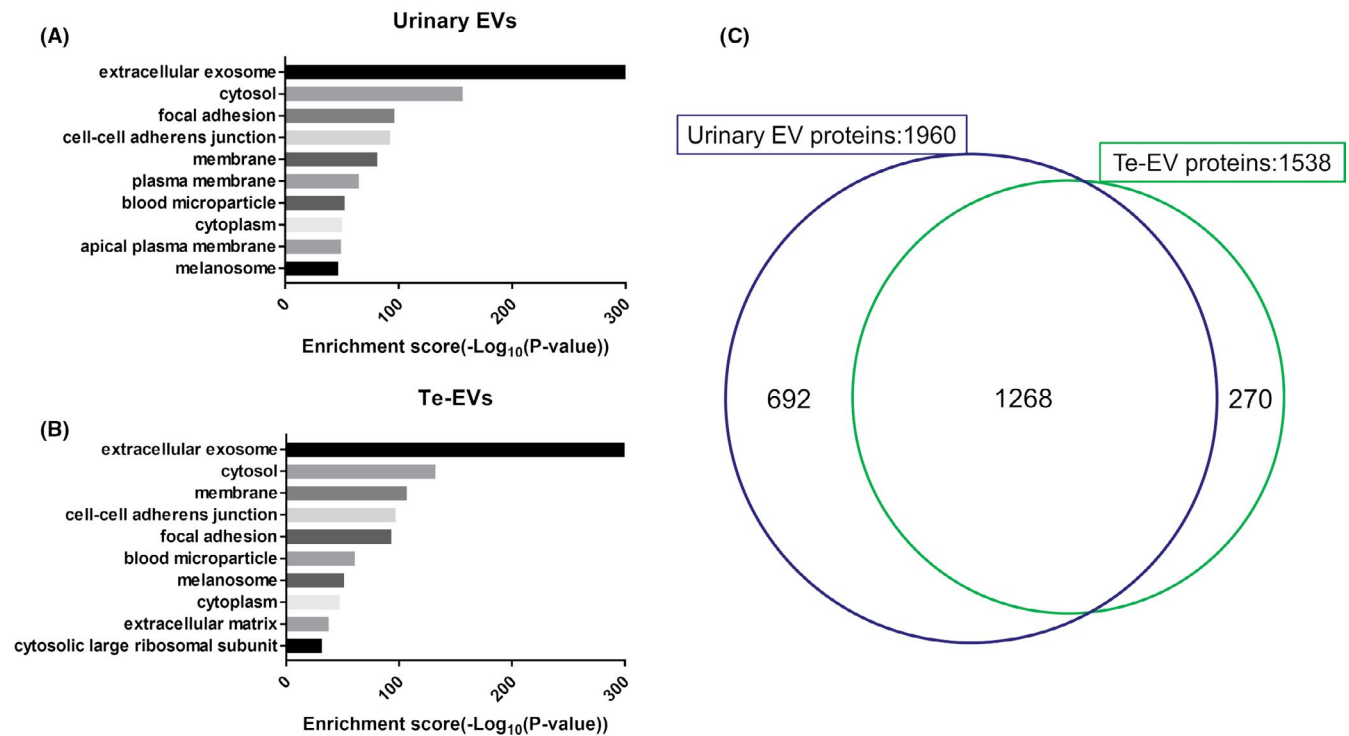 (A)
Urinary EVs
extracellular exosome
cytosol
focal adhesion
cell-cell adherens junction
membrane
plasma membrane
blood microparticle
cytoplasm
apical plasma membrane
melanosome
0 100 200 300
Enrichment score(-Log10(P-value))
(B)
Te-EVs
extracellular exosome
cytosol
membrane
cell-cell adherens junction
focal adhesion
blood microparticle
melanosome
cytoplasm
extracellular matrix
cytosolic large ribosomal subunit
0 100 200 300
Enrichment score(-Log10(P-value))
(C)
Urinary EV proteins:1960
Te-EV proteins:1538
692 1268 270